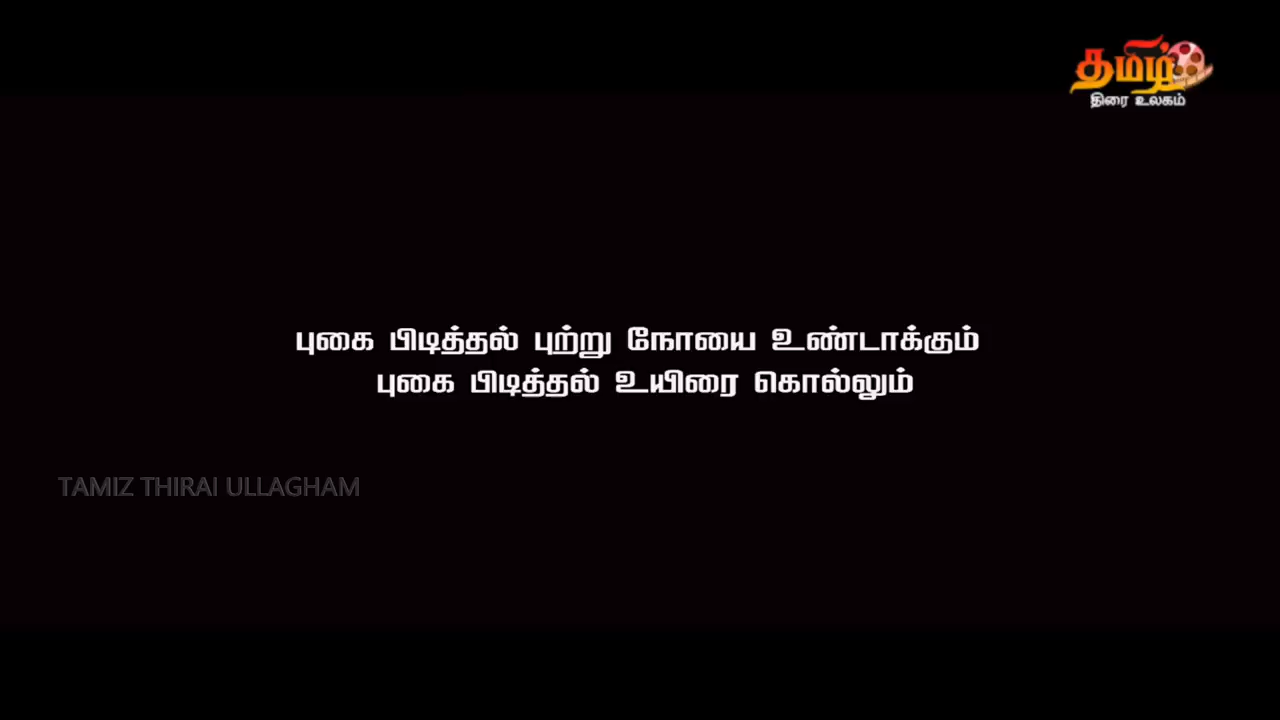 தமிழ்
திரை உலகம்
புகை பிடித்தல் புற்று நோயை உண்டாக்கும்
புகை பிடித்தல் உயிரை கொல்லும்
TAMIZ THIRAI ULLAGHAM